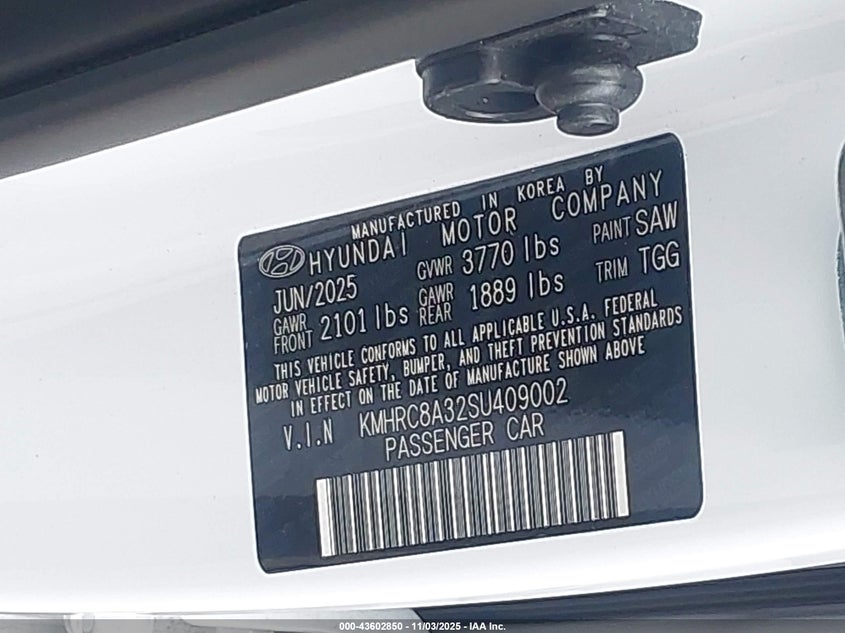 MANUFACTURED IN KOREA BY
HYUNDAI MOTOR COMPANY
JUN/2025 GVWR 3770 lbs PAINT SAW
GAWR FRONT 2101 lbs GAWR REAR 1889 lbs TRIM TGG
THIS VEHICLE CONFORMS TO ALL APPLICABLE U.S.A. FEDERAL
MOTOR VEHICLE SAFETY, BUMPER, AND THEFT PREVENTION STANDARDS
IN EFFECT ON THE DATE OF MANUFACTURE SHOWN ABOVE
V.I.N KMHRC8A32SU409002
PASSENGER CAR
000-43602850 - 11/03/2025 - IAA Inc.